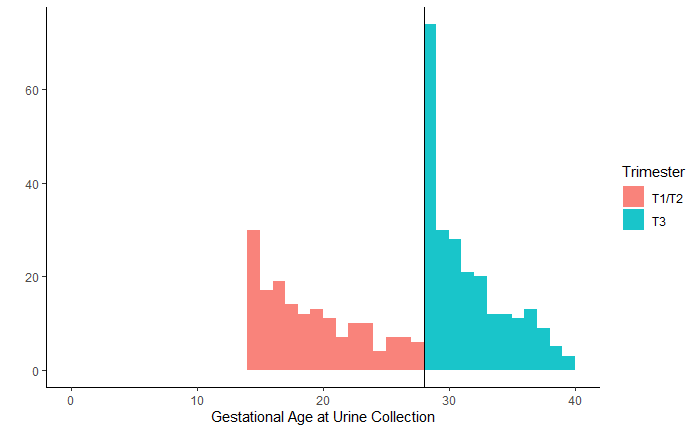 60
40
20
0
0 10 20 30 40
Gestational Age at Urine Collection
Trimester
T1/T2
T3